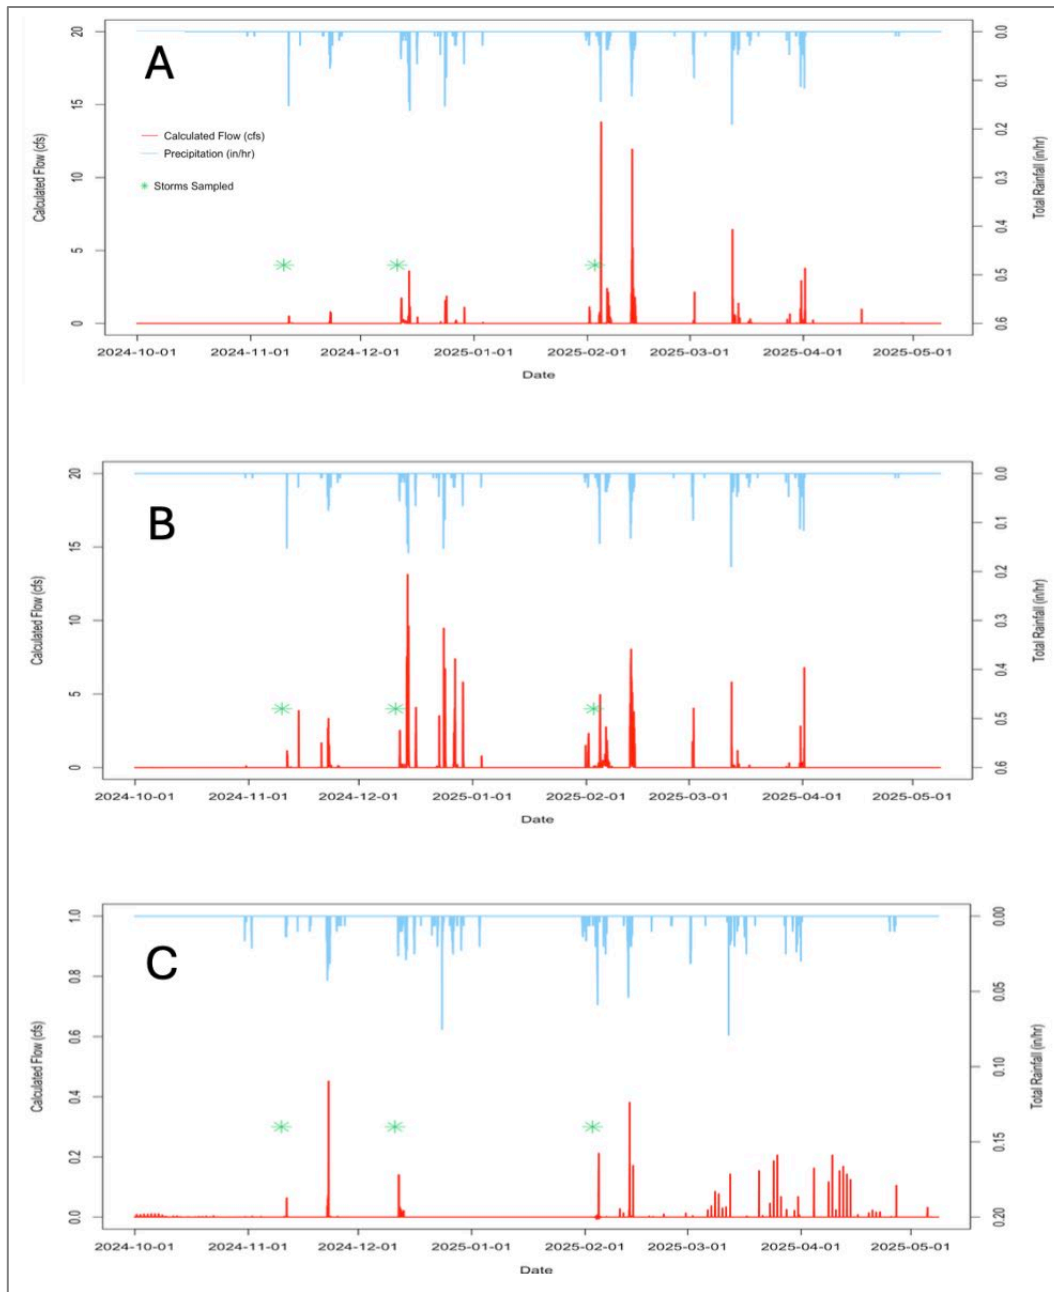 A
20
15
10
5
0
Calculated Flow (cfs)
Calculated Flow (cfs)
Precipitation (in/hr)
Storms Sampled
0.0
0.1
0.2
0.3
0.4
0.5
0.6
Total Rainfall (in/hr)
2024-10-01 2024-11-01 2024-12-01 2025-01-01 2025-02-01 2025-03-01 2025-04-01 2025-05-01
Date
B
20
15
10
5
0
Calculated Flow (cfs)
0.0
0.1
0.2
0.3
0.4
0.5
0.6
Total Rainfall (in/hr)
2024-10-01 2024-11-01 2024-12-01 2025-01-01 2025-02-01 2025-03-01 2025-04-01 2025-05-01
Date
C
1.0
0.8
0.6
0.4
0.2
0.0
Calculated Flow (cfs)
0.00
0.05
0.10
0.15
0.20
Total Rainfall (in/hr)
2024-10-01 2024-11-01 2024-12-01 2025-01-01 2025-02-01 2025-03-01 2025-04-01 2025-05-01
Date